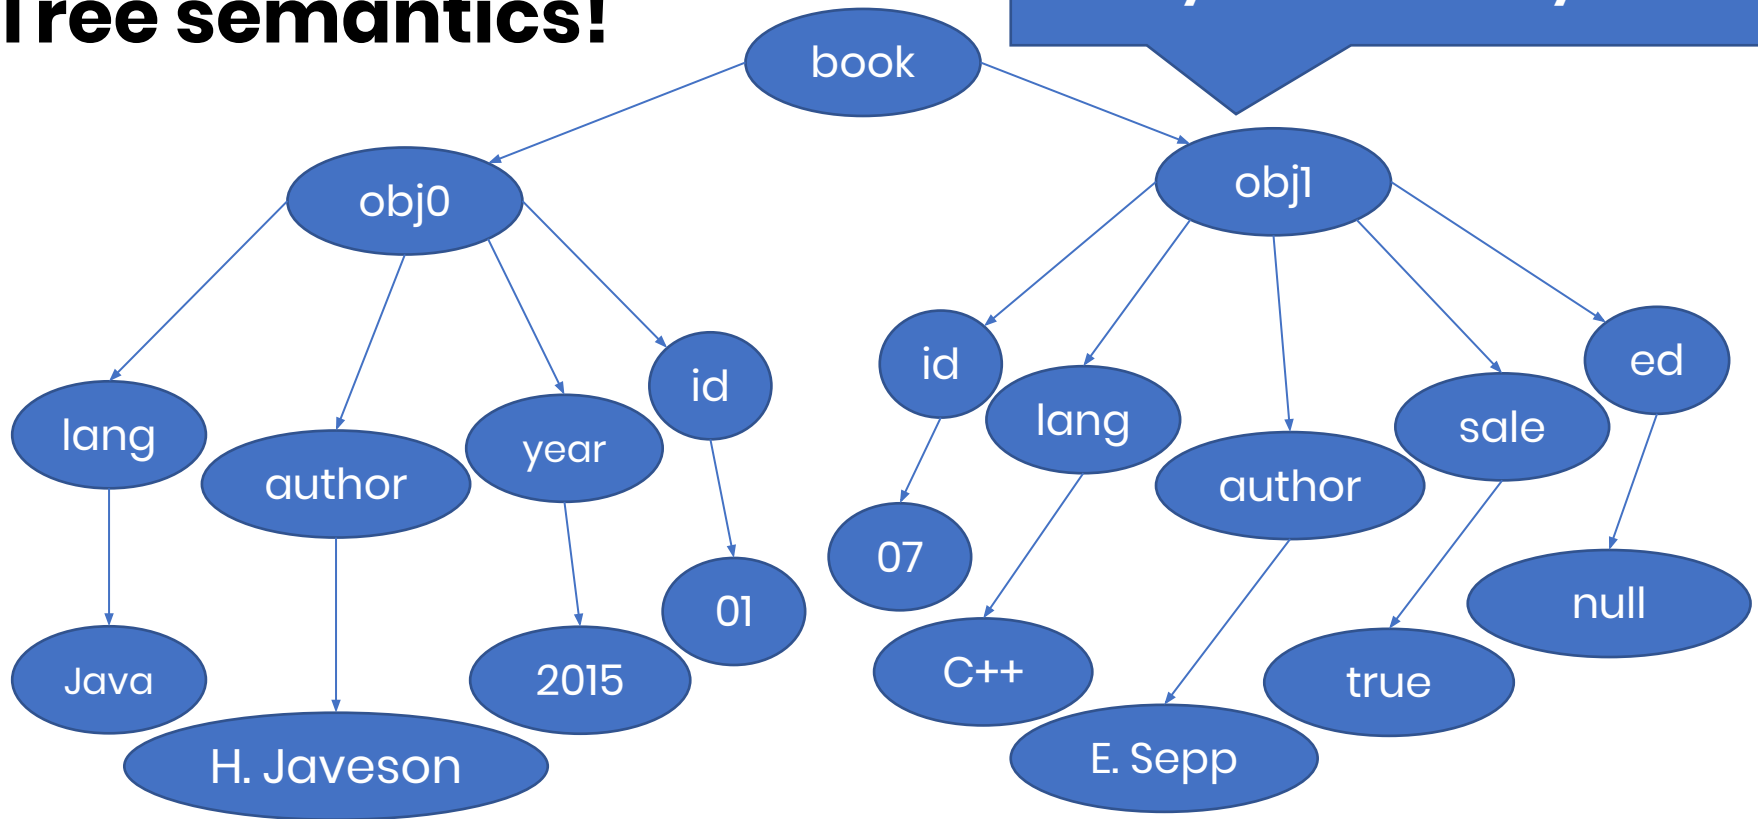 Tree semantics!
book
obj0
obj1
lang
author
year
id
id
lang
author
sale
ed
Java
H. Javeson
2015
01
07
C++
E. Sepp
true
null